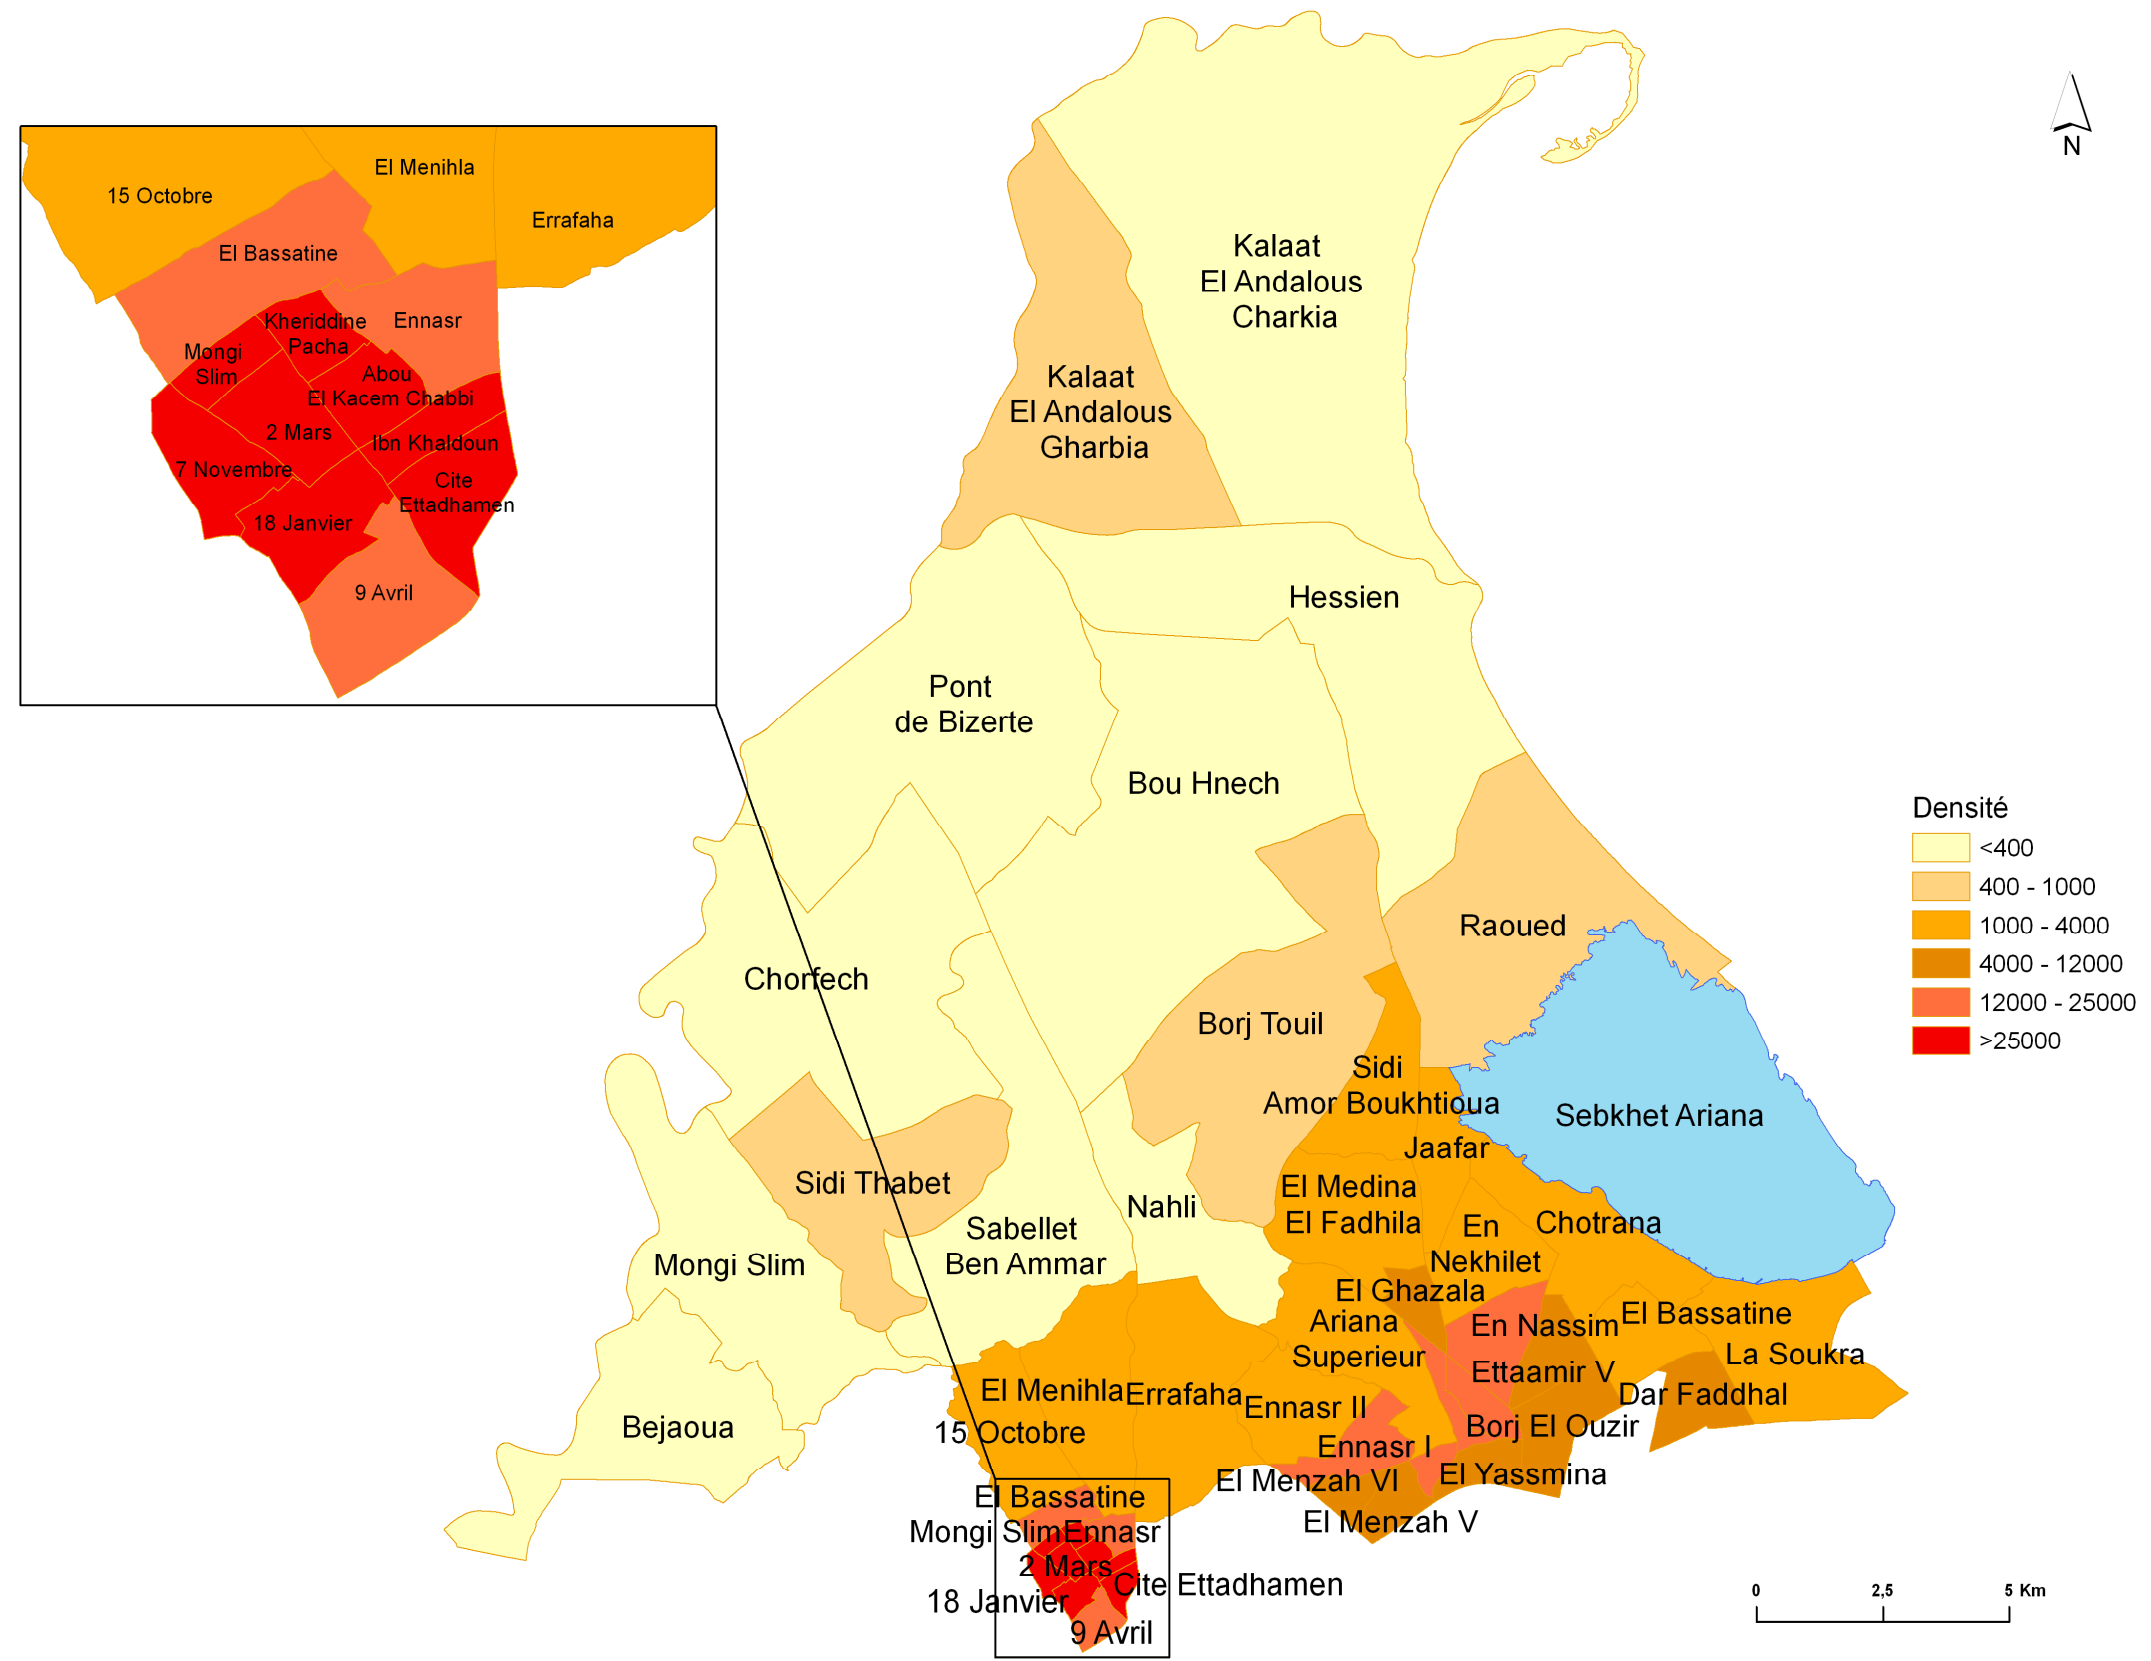 15 Octobre
El Menihla
Errafaha
El Bassatine
Kheriddine
Pacha
Ennasr
Mongi
Slim
Abou
El Kacem Chabbi
2 Mars
Ibn Khaldoun
7 Novembre
Cite
Ettadhamen
18 Janvier
9 Avril
N
Kalaat
El Andalous
Charkia
Kalaat
El Andalous
Gharbia
Hessien
Pont
de Bizerte
Bou Hnech
Raoued
Chorfech
Borj Touil
Sidi
Amor Boukhtioua
Sebkhet Ariana
Jaafar
Sidi Thabet
El Medina
El Fadhila
Nahli
Sabellet
Ben Ammar
En
Nekhilet
Chotrana
Mongi Slim
El Ghazala
Ariana
Superieur
En Nassim
El Bassatine
La Soukra
Ettaamir V
Dar Faddhal
El Menihla
Errafaha
Ennasr II
Bejaoua
15 Octobre
Borj El Ouzir
Ennasr I
El Menzah VI
El Yassmina
El Menzah V
El Bassatine
Mongi Slim
Ennasr
2 Mars
Cite Ettadhamen
18 Janvier
9 Avril
Densité
<400
400 - 1000
1000 - 4000
4000 - 12000
12000 - 25000
>25000
0 2,5 5 Km